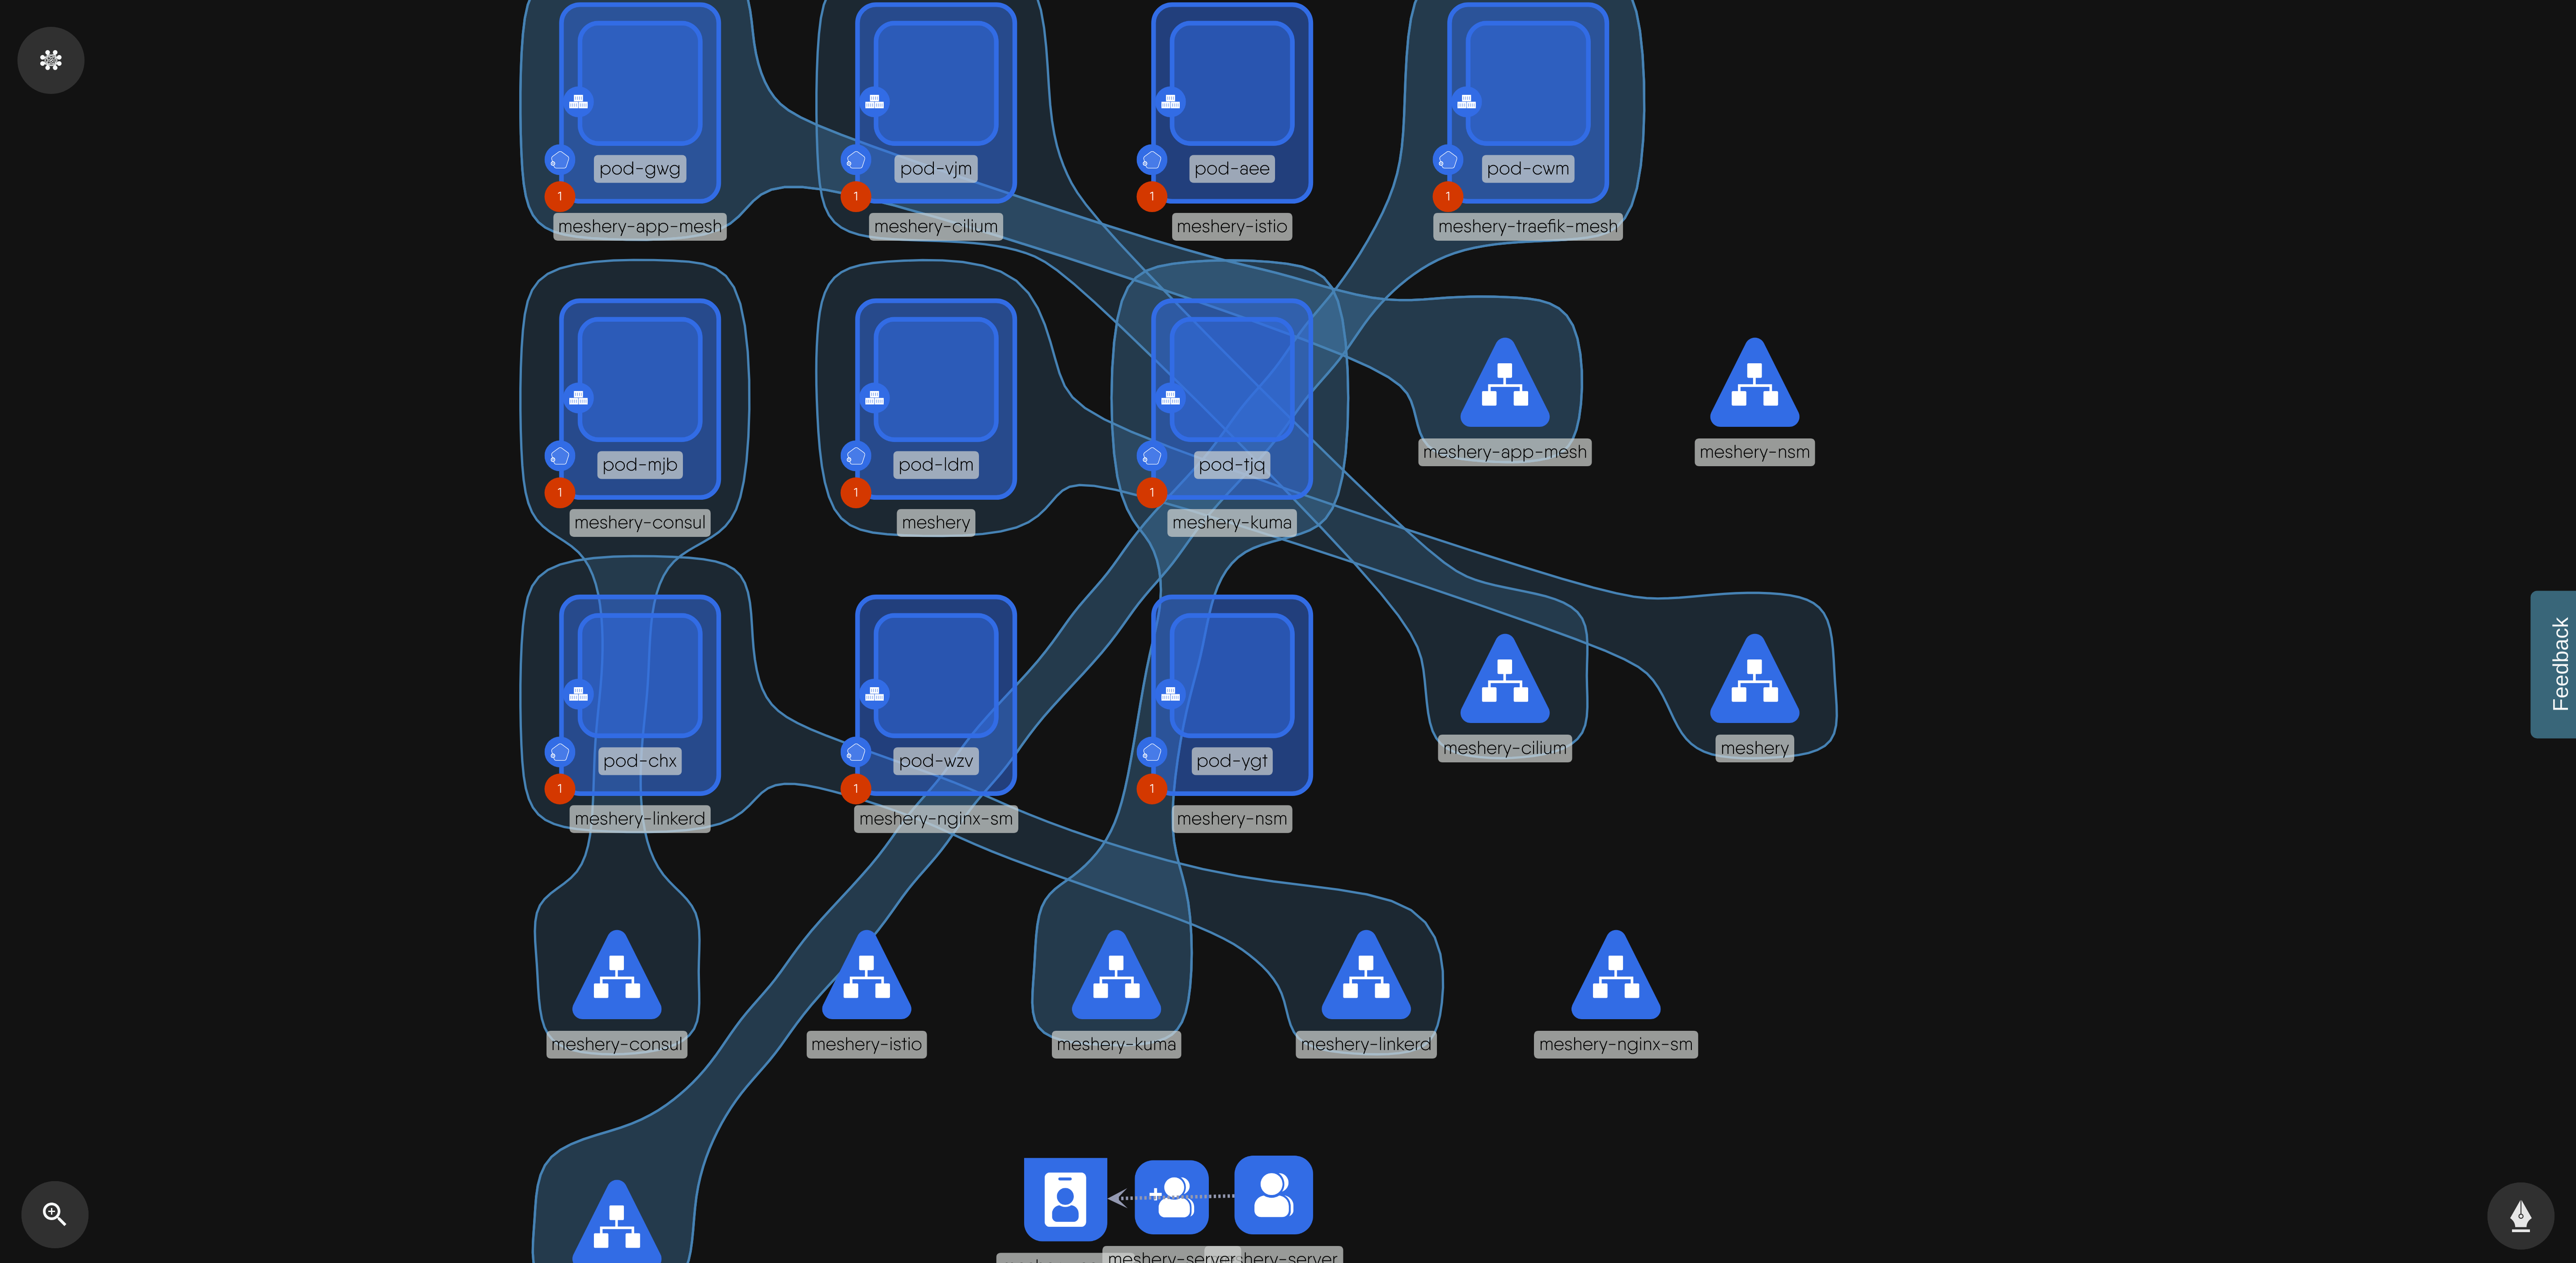 pod-gwg
pod-vjm
pod-aee
pod-cwm
1
1
1
1
meshery-app-mesh
meshery-cilium
meshery-istio
meshery-traefik-mesh
pod-mjb
pod-ldm
pod-tjq
meshery-app-mesh
meshery-nsm
1
1
1
meshery-consul
meshery
meshery-kuma
Feedback
pod-chx
pod-wzv
pod-ygt
meshery-cilium
meshery
1
1
1
meshery-linkerd
meshery-nginx-sm
meshery-nsm
meshery-consul
meshery-istio
meshery-kuma
meshery-linkerd
meshery-nginx-sm
meshery-server
hery-server